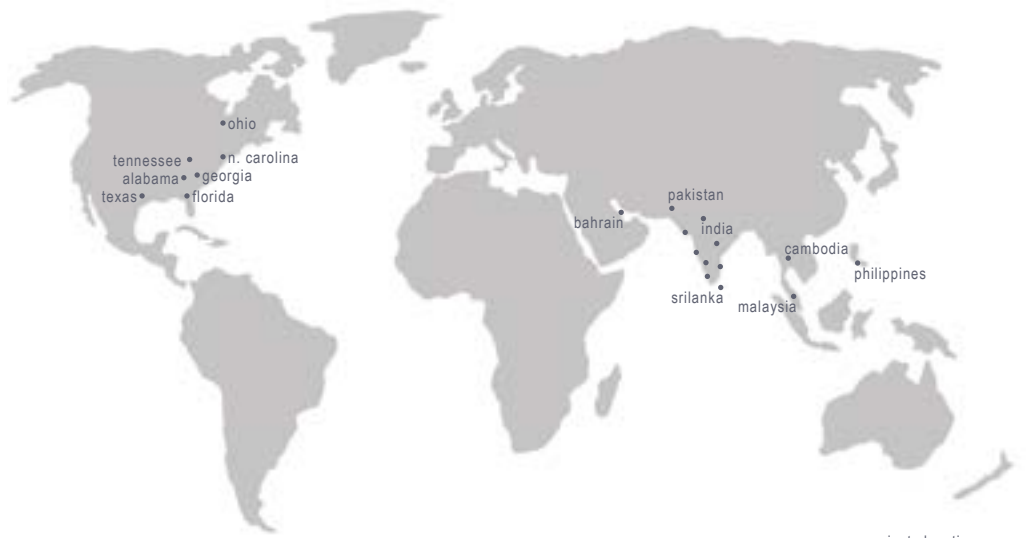 ohio
tennessee
n. carolina
alabama
georgia
texas
florida
pakistan
bahrain
india
cambodia
philippines
srilanka
malaysia